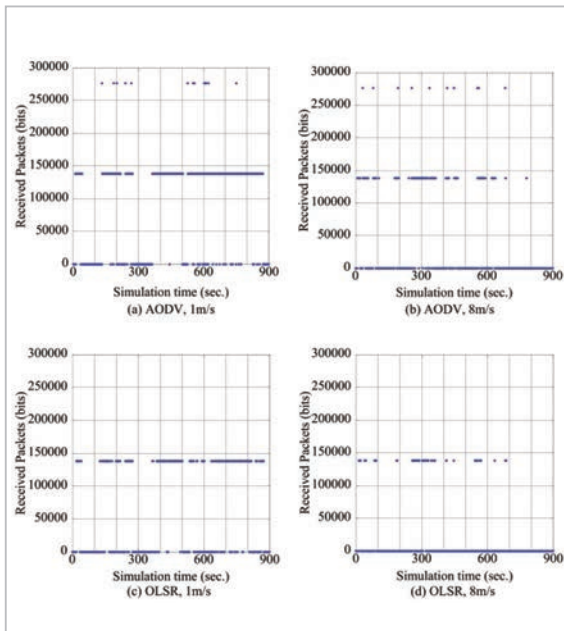 300000
250000
200000
150000
100000
50000
0
Received Packets (bits)
0 300 600 900
Simulation time (sec.)
(a) AODV, 1m/s
300000
250000
200000
150000
100000
50000
0
Received Packets (bits)
0 300 600 900
Simulation time (sec.)
(b) AODV, 8m/s
300000
250000
200000
150000
100000
50000
0
Received Packets (bits)
0 300 600 900
Simulation time (sec.)
(c) OLSR, 1m/s
300000
250000
200000
150000
100000
50000
0
Received Packets (bits)
0 300 600 900
Simulation time (sec.)
(d) OLSR, 8m/s